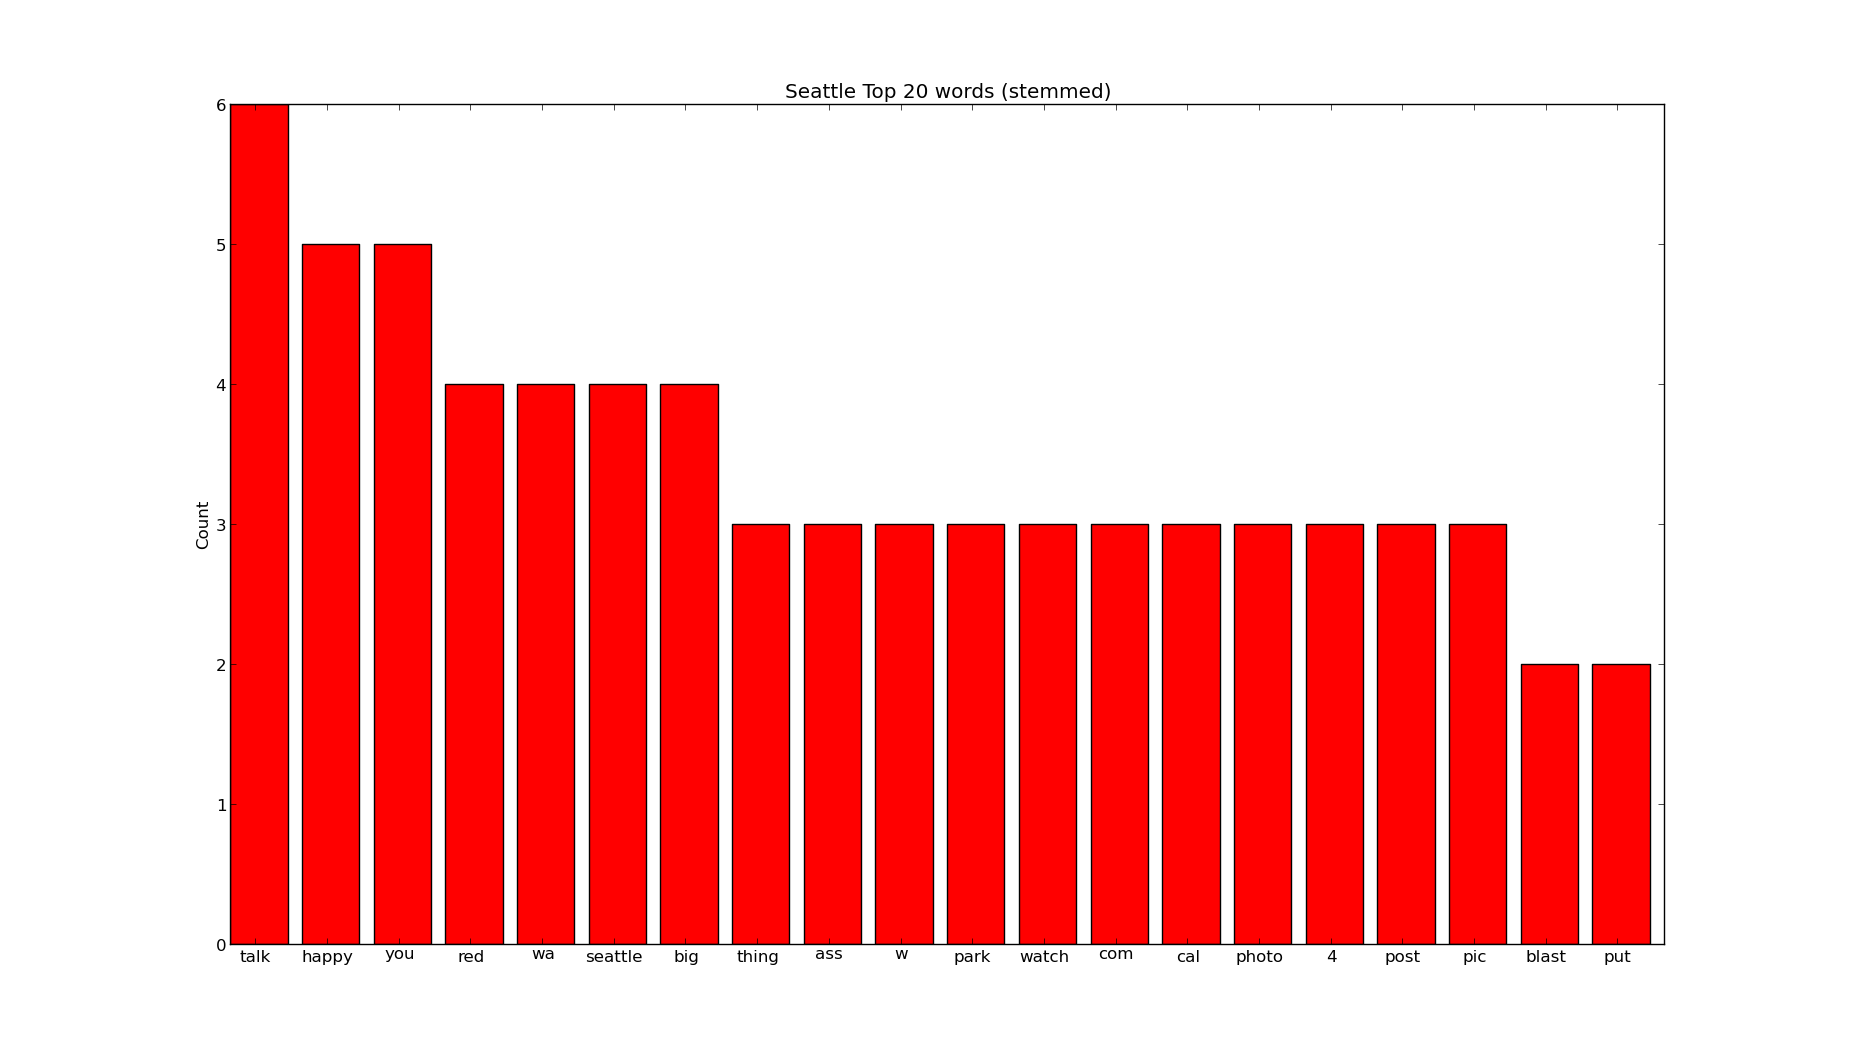 Seattle Top 20 words (stemmed)
6
5
4
3
2
1
0
Count
talk happy you red wa seattle big thing ass w park watch com cal photo 4 post pic blast put